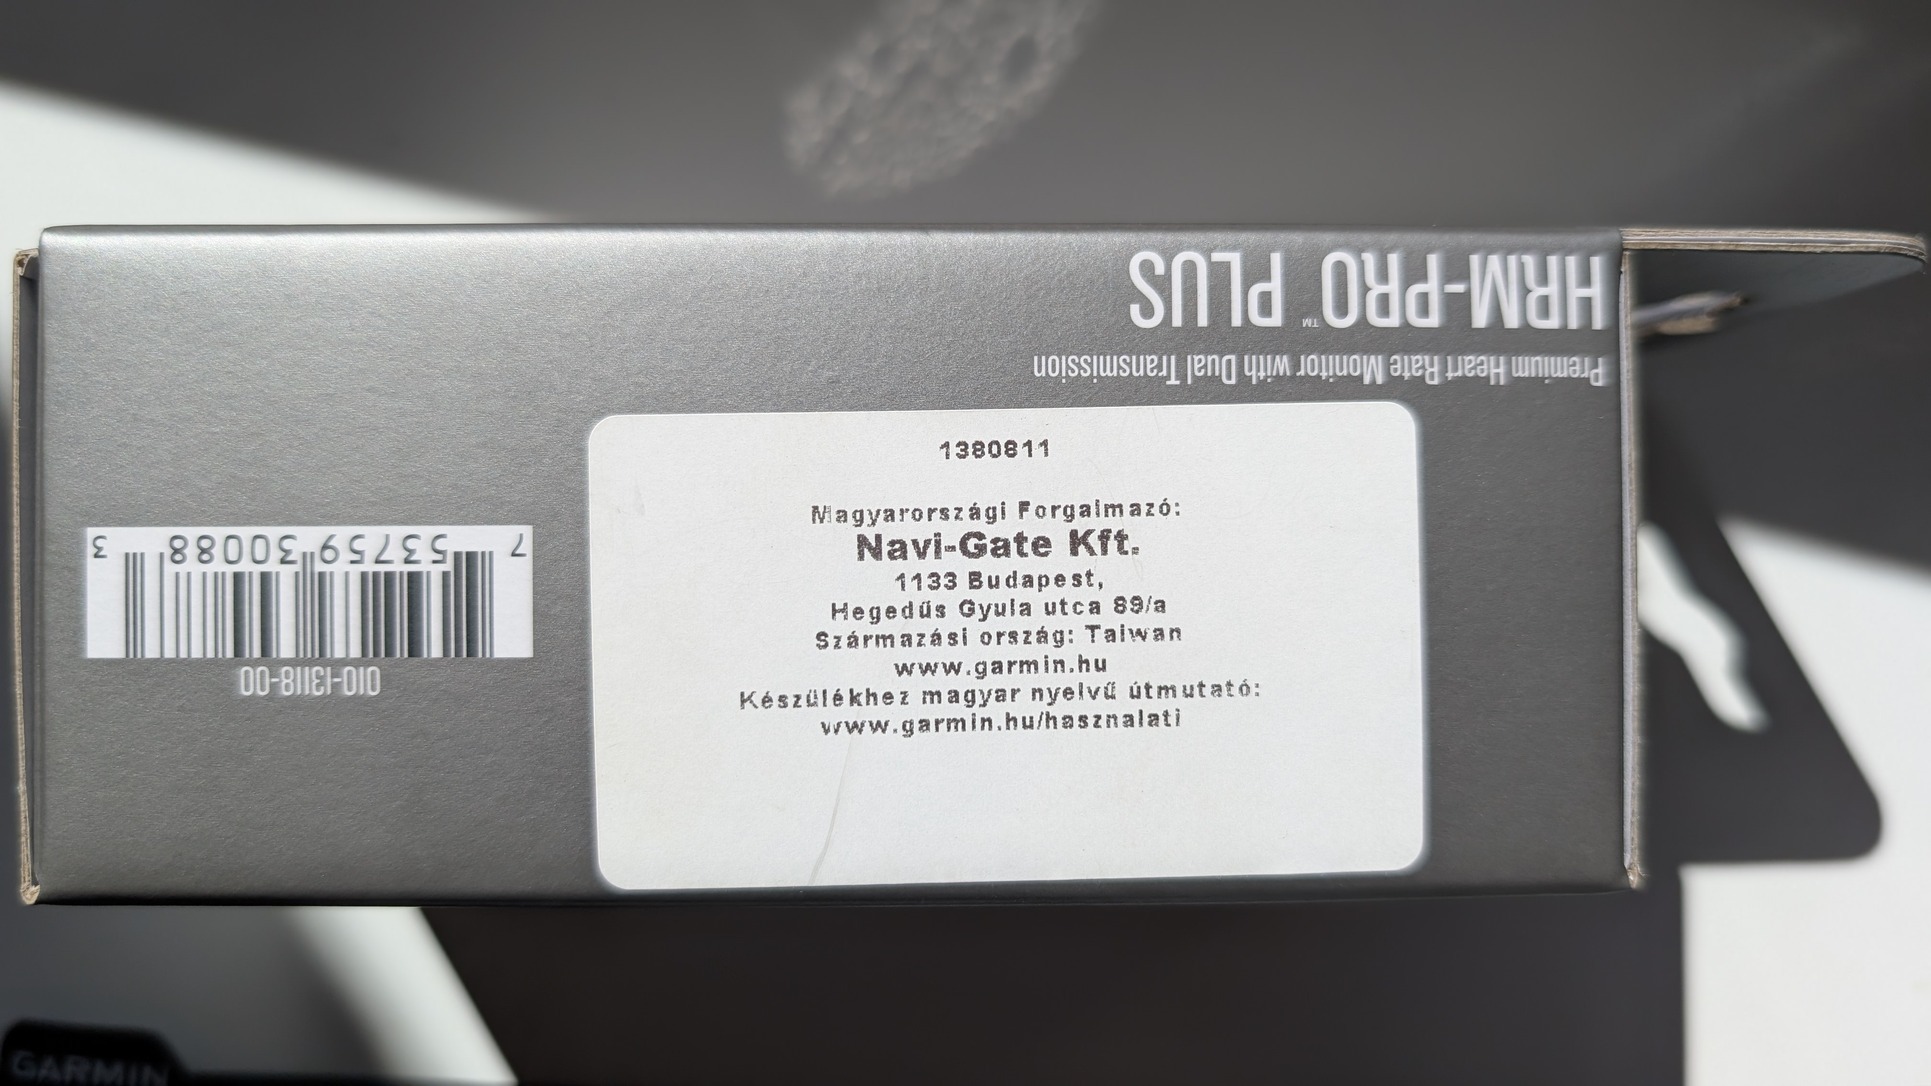 HRM-PRO™ PLUS
Premium Heart Rate Monitor with Dual Transmission
1380811
Magyarországi Forgalmazó:
Navi-Gate Kft.
1133 Budapest,
Hegedűs Gyula utca 89/a
Származási ország: Taiwan
www.garmin.hu
Készülékhez magyar nyelvű útmutató:
www.garmin.hu/hasznalati
010-13118-00
7 53759 30088 3
GARMIN